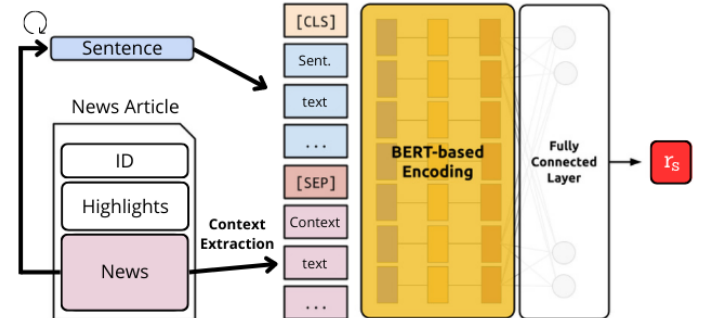 Sentence
News Article
ID
Highlights
News
Context
Extraction
[CLS]
Sent.
text
...
[SEP]
Context
text
...
BERT-based
Encoding
Fully
Connected
Layer
rs